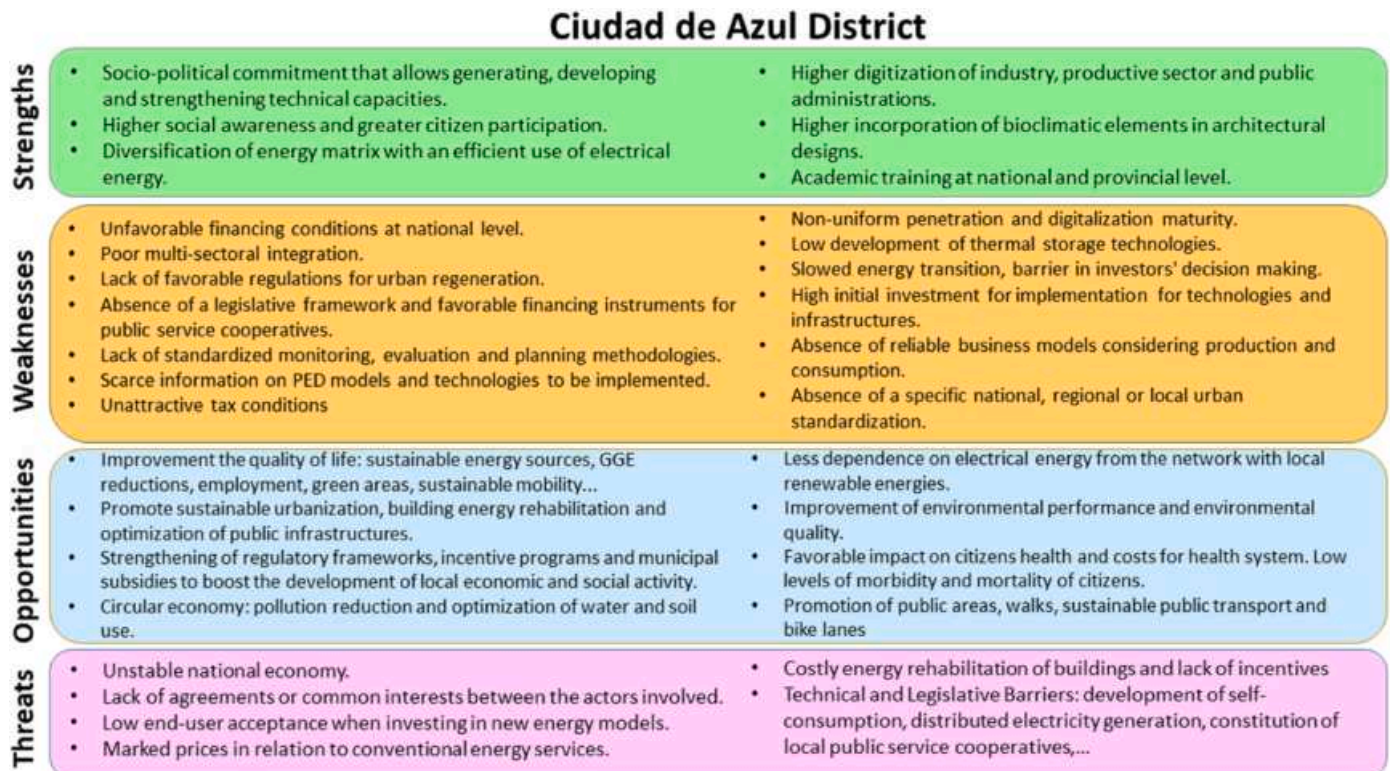 Ciudad de Azul District
Strengths
• Socio-political commitment that allows generating, developing
and strengthening technical capacities.
• Higher social awareness and greater citizen participation.
• Diversification of energy matrix with an efficient use of electrical
energy.
• Higher digitization of industry, productive sector and public
administrations.
• Higher incorporation of bioclimatic elements in architectural
designs.
• Academic training at national and provincial level.
Weaknesses
• Unfavorable financing conditions at national level.
• Poor multi-sectoral integration.
• Lack of favorable regulations for urban regeneration.
• Absence of a legislative framework and favorable financing instruments for
public service cooperatives.
• Lack of standardized monitoring, evaluation and planning methodologies.
• Scarce information on PED models and technologies to be implemented.
• Unattractive tax conditions
• Non-uniform penetration and digitalization maturity.
• Low development of thermal storage technologies.
• Slowed energy transition, barrier in investors' decision making.
• High initial investment for implementation for technologies and
infrastructures.
• Absence of reliable business models considering production and
consumption.
• Absence of a specific national, regional or local urban
standardization.
Opportunities
• Improvement the quality of life: sustainable energy sources, GGE
reductions, employment, green areas, sustainable mobility...
• Promote sustainable urbanization, building energy rehabilitation and
optimization of public infrastructures.
• Strengthening of regulatory frameworks, incentive programs and municipal
subsidies to boost the development of local economic and social activity.
• Circular economy: pollution reduction and optimization of water and soil
use.
• Less dependence on electrical energy from the network with local
renewable energies.
• Improvement of environmental performance and environmental
quality.
• Favorable impact on citizens health and costs for health system. Low
levels of morbidity and mortality of citizens.
• Promotion of public areas, walks, sustainable public transport and
bike lanes
Threats
• Unstable national economy.
• Lack of agreements or common interests between the actors involved.
• Low end-user acceptance when investing in new energy models.
• Marked prices in relation to conventional energy services.
• Costly energy rehabilitation of buildings and lack of incentives
• Technical and Legislative Barriers: development of self-
consumption, distributed electricity generation, constitution of
local public service cooperatives,...